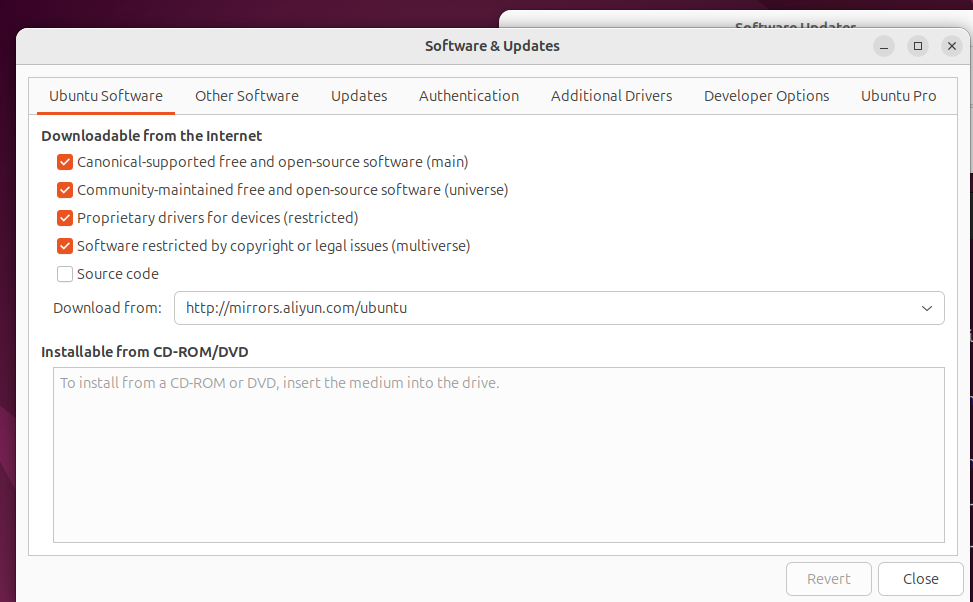 Software Updates
Software & Updates
Ubuntu Software Other Software Updates Authentication Additional Drivers Developer Options Ubuntu Pro
Downloadable from the Internet
Canonical-supported free and open-source software (main)
Community-maintained free and open-source software (universe)
Proprietary drivers for devices (restricted)
Software restricted by copyright or legal issues (multiverse)
Source code
Download from: http://mirrors.aliyun.com/ubuntu
Installable from CD-ROM/DVD
To install from a CD-ROM or DVD, insert the medium into the drive.
Revert Close